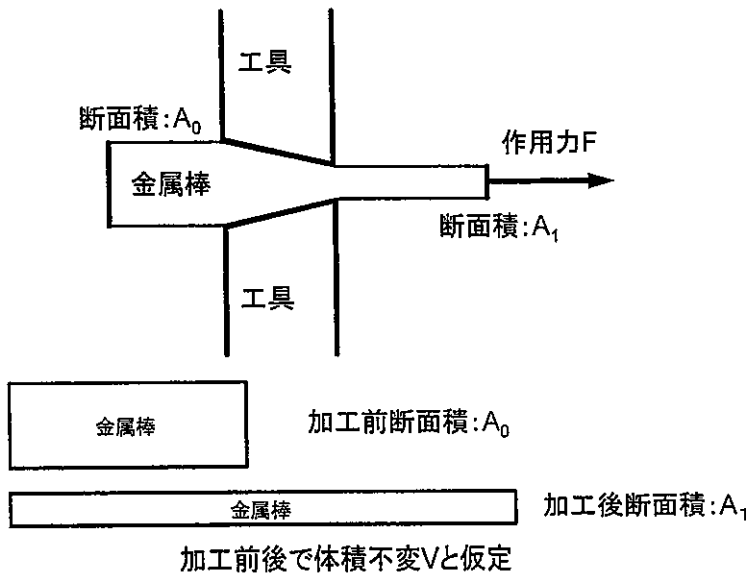 工具
断面積:A₀
作用力F
金属棒
断面積:A₁
工具
金属棒
加工前断面積:A₀
金属棒
加工後断面積:A₁
加工前後で体積不変Vと仮定